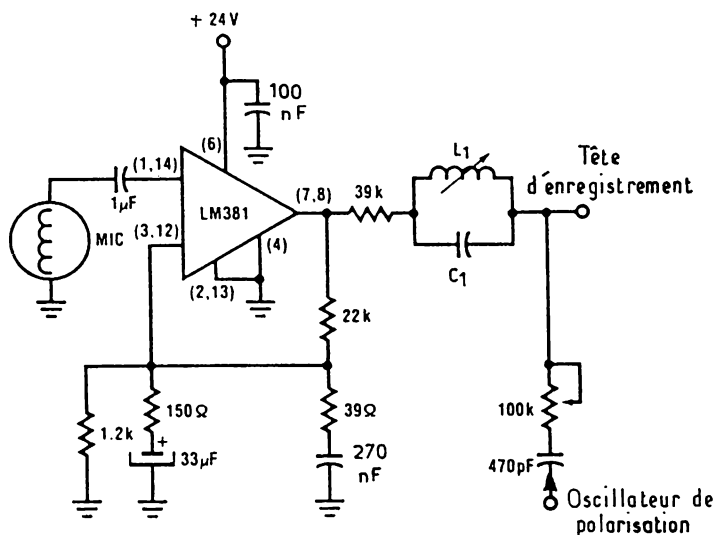 + 24V
100
nF
(6)
(1,14)
1µF
LM381
(7,8)
39k
L1
Tête
d'énregistrement
MIC
(3,12)
(4)
C1
(2,13)
22k
150Ω
39Ω
100k
1.2k
+
33µF
270
nF
470pF
Oscillateur de
polarisation